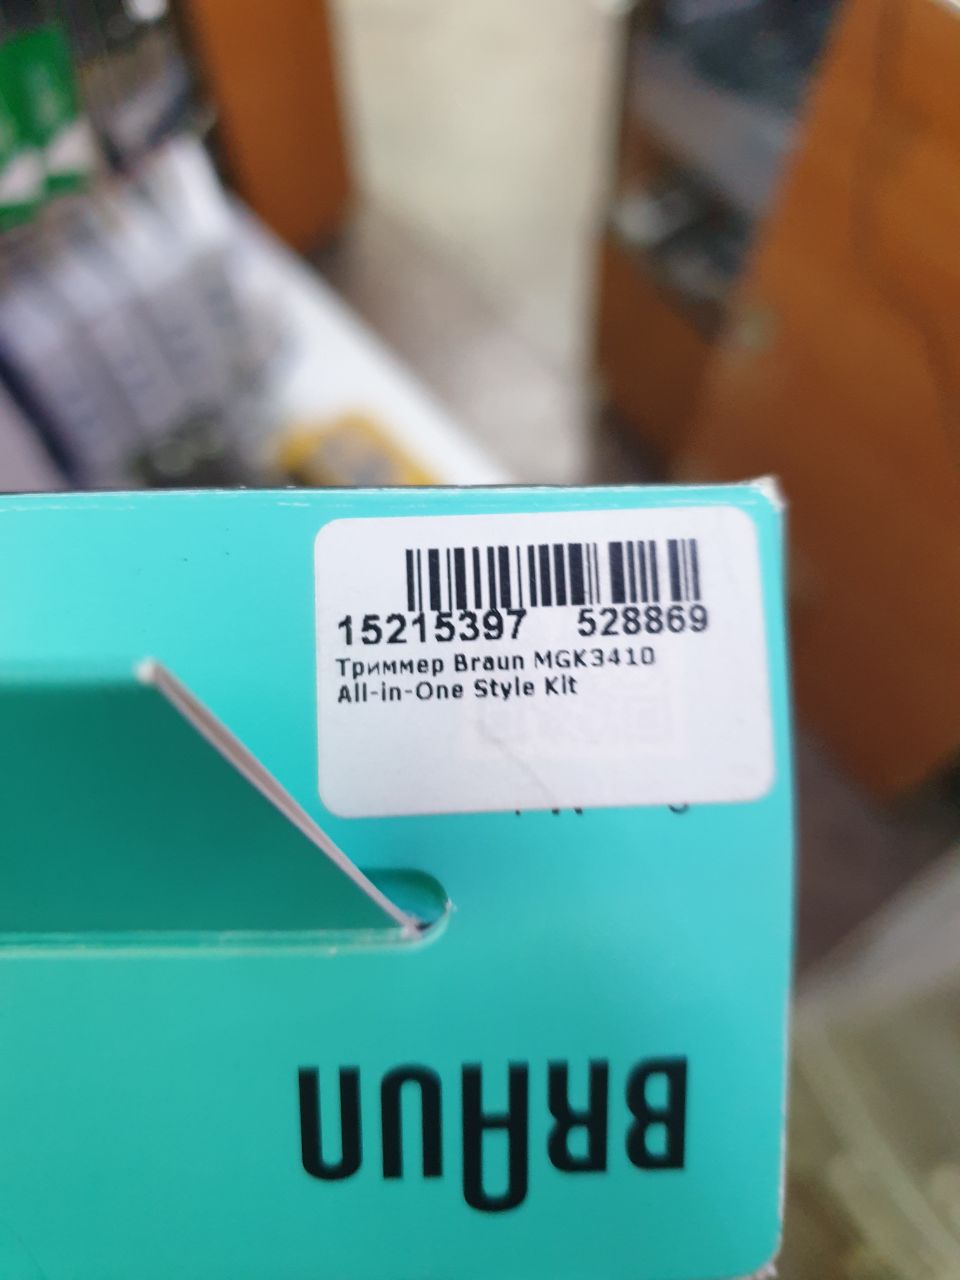 15215397 528869
Триммер Braun MGK3410
All-in-One Style Kit
BRAUN